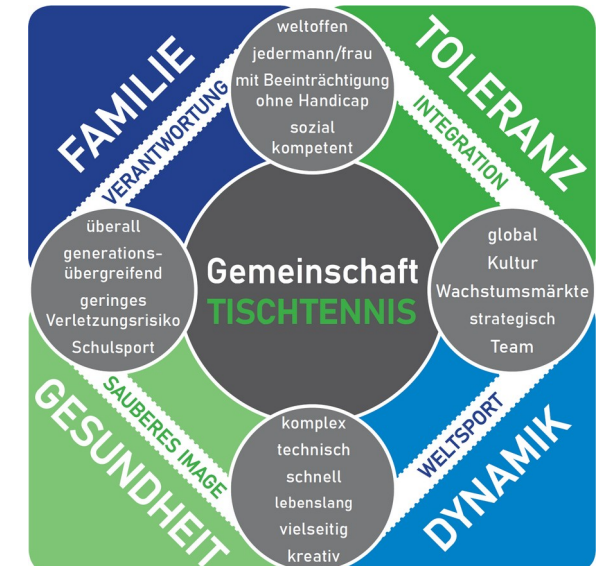 weltoffen
jedermann/frau
mit Beeinträchtigung
ohne Handicap
sozial
kompetent
FAMILIE
VERANTWORTUNG
TOLERANZ
INTEGRATION
überall
generations-
übergreifend
geringes
Verletzungsrisiko
Schulsport
Gemeinschaft
TISCHTENNIS
global
Kultur
Wachstumsmärkte
strategisch
Team
GESUNDHEIT
SAUBERES IMAGE
komplex
technisch
schnell
lebenslang
vielseitig
kreativ
WELTSPORT
DYNAMIK